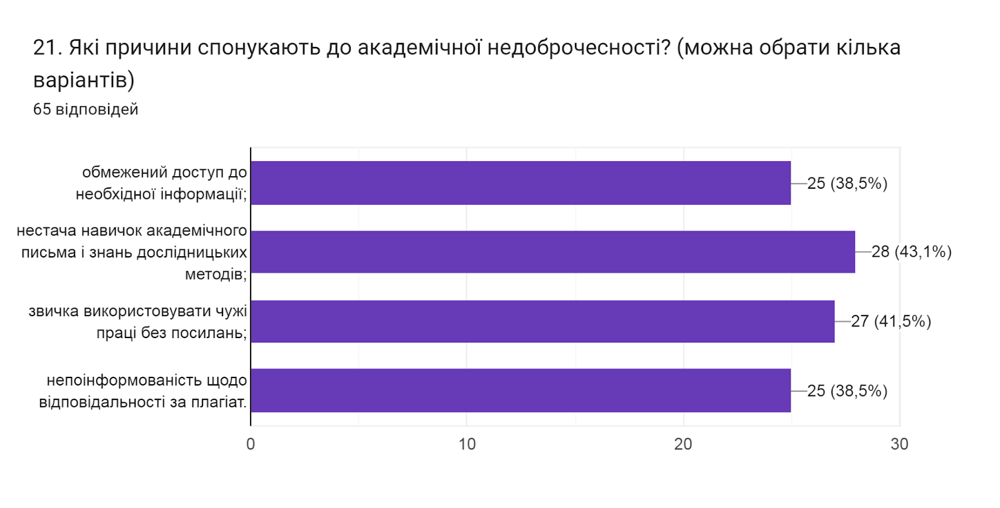 21. Які причини спонукають до академічної недоброчесності? (можна обрати кілька
варіантів)
65 відповідей
обмежений доступ до
необхідної інформації;
25 (38,5%)
нестача навичок академічного
письма і знань дослідницьких
методів;
28 (43,1%)
звичка використовувати чужі
праці без посилань;
27 (41,5%)
непоінформованість щодо
відповідальності за плагіат.
25 (38,5%)
0 10 20 30